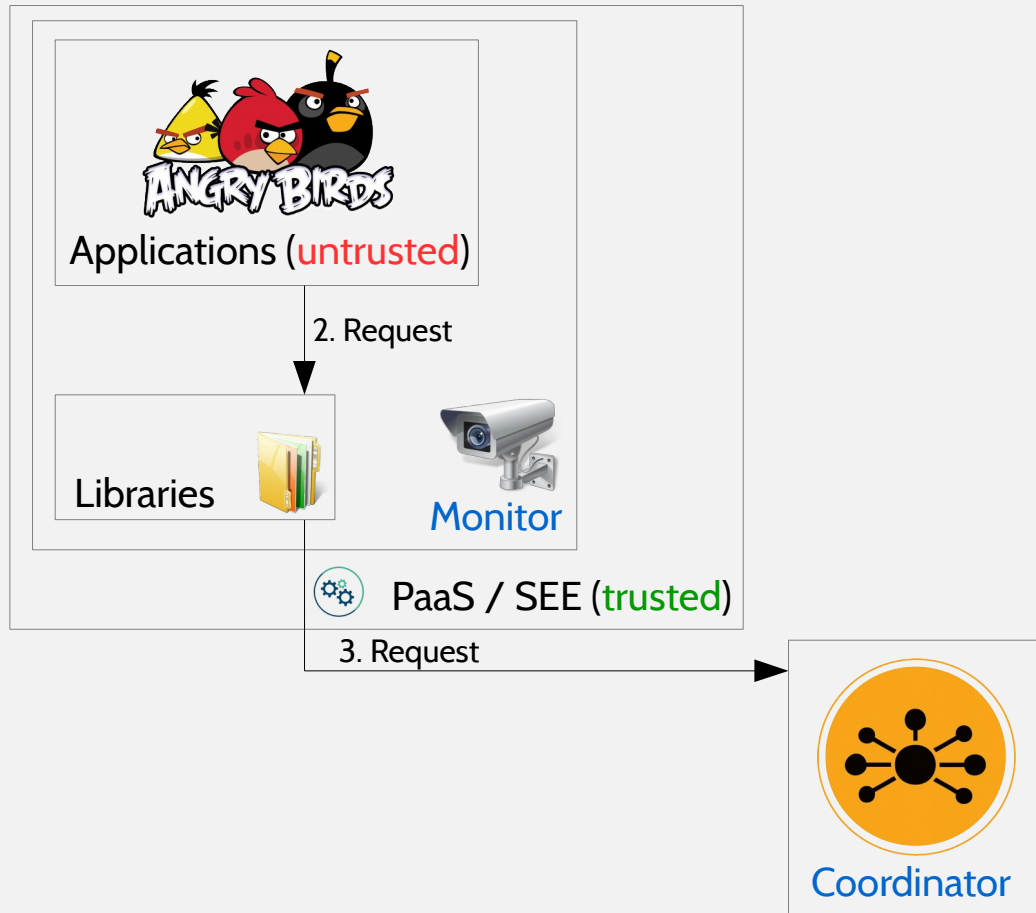 ANGRY BIRDS
Applications (untrusted)
2. Request
Libraries
Monitor
PaaS / SEE (trusted)
3. Request
Coordinator